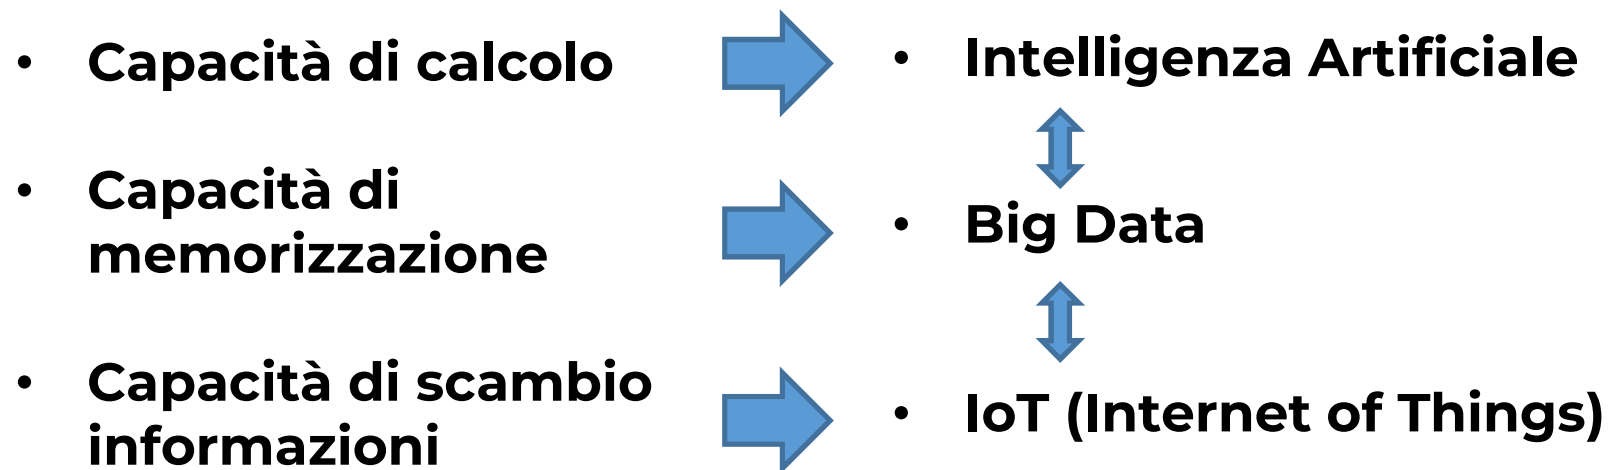 • Capacità di calcolo
• Intelligenza Artificiale
• Capacità di
memorizzazione
• Big Data
• Capacità di scambio
informazioni
• IoT (Internet of Things)